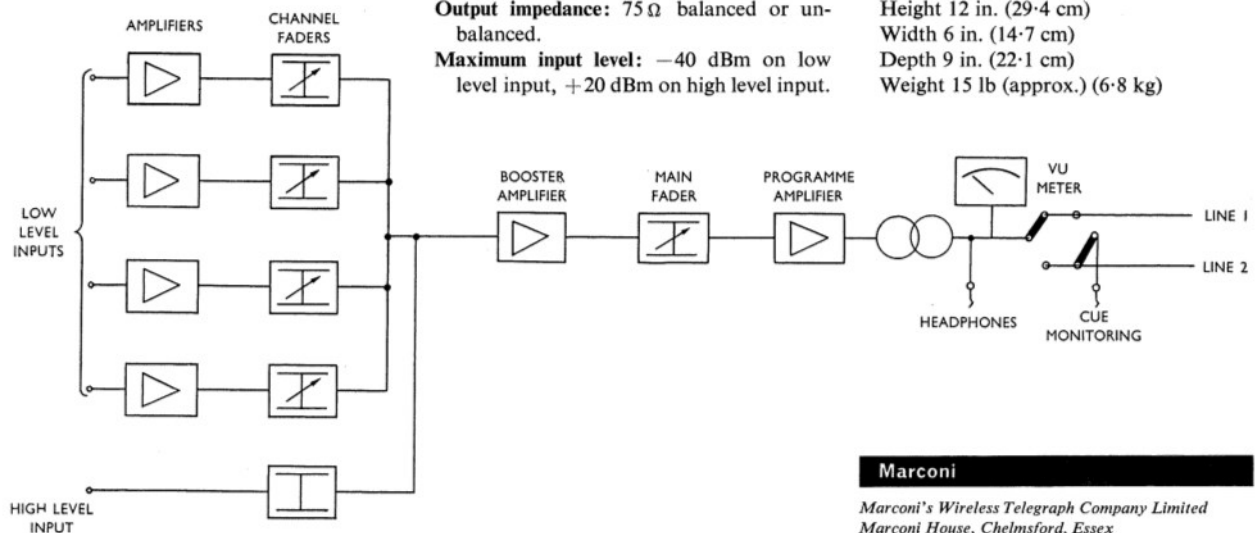 Output impedance: 75 Ω balanced or un-
balanced.
Maximum input level: −40 dBm on low
level input, +20 dBm on high level input.
Height 12 in. (29·4 cm)
Width 6 in. (14·7 cm)
Depth 9 in. (22·1 cm)
Weight 15 lb (approx.) (6·8 kg)
AMPLIFIERS
CHANNEL
FADERS
LOW
LEVEL
INPUTS
HIGH LEVEL
INPUT
BOOSTER
AMPLIFIER
MAIN
FADER
PROGRAMME
AMPLIFIER
VU
METER
LINE 1
LINE 2
HEADPHONES
CUE
MONITORING
Marconi
Marconi's Wireless Telegraph Company Limited
Marconi House, Chelmsford, Essex